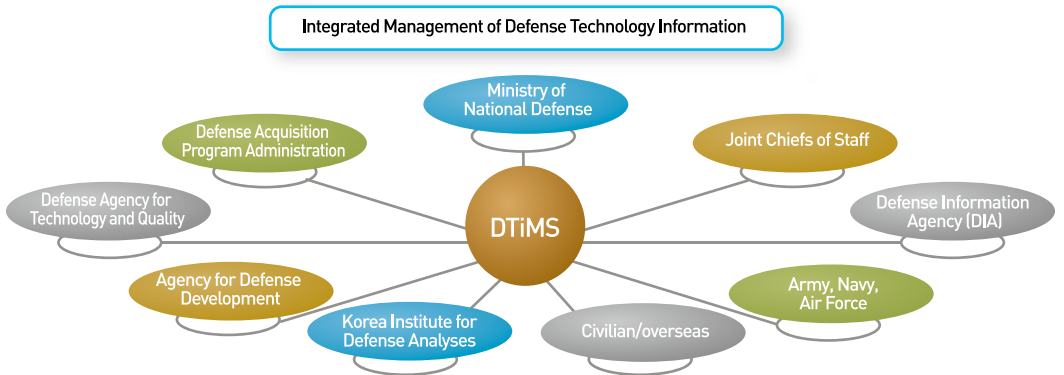 Integrated Management of Defense Technology Information
Ministry of
National Defense
Defense Acquisition
Program Administration
Joint Chiefs of Staff
Defense Agency for
Technology and Quality
DTiMS
Defense Information
Agency (DIA)
Agency for Defense
Development
Army, Navy,
Air Force
Korea Institute for
Defense Analyses
Civilian/overseas